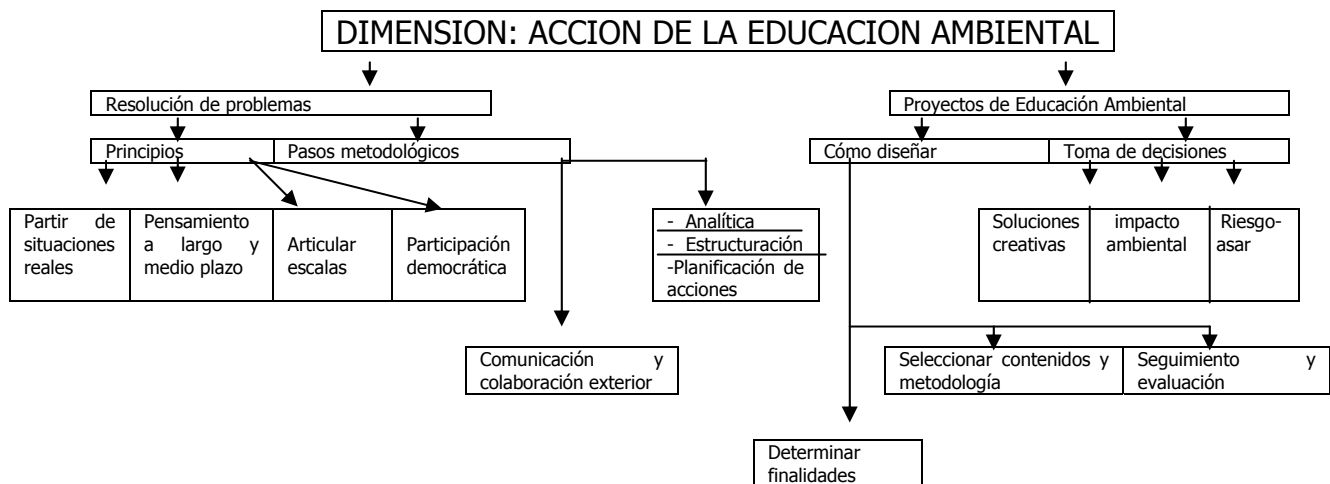 DIMENSION: ACCION DE LA EDUCACION AMBIENTAL
Resolución de problemas
Proyectos de Educación Ambiental
Principios
Pasos metodológicos
Cómo diseñar
Toma de decisiones
Partir de
situaciones
reales
Pensamiento
a largo y
medio plazo
Articular
escalas
Participación
democrática
- Analítica
- Estructuración
-Planificación de
acciones
Soluciones
creativas
impacto
ambiental
Riesgo-
asar
Comunicación y
colaboración exterior
Seleccionar contenidos y
metodología
Seguimiento y
evaluación
Determinar
finalidades